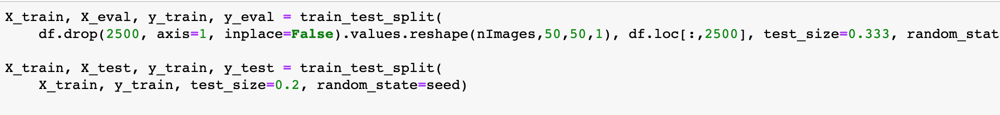 X_train, X_eval, y_train, y_eval = train_test_split(
    df.drop(2500, axis=1, inplace=False).values.reshape(nImages,50,50,1), df.loc[:,2500], test_size=0.333, random_stat
X_train, X_test, y_train, y_test = train_test_split(
    X_train, y_train, test_size=0.2, random_state=seed)